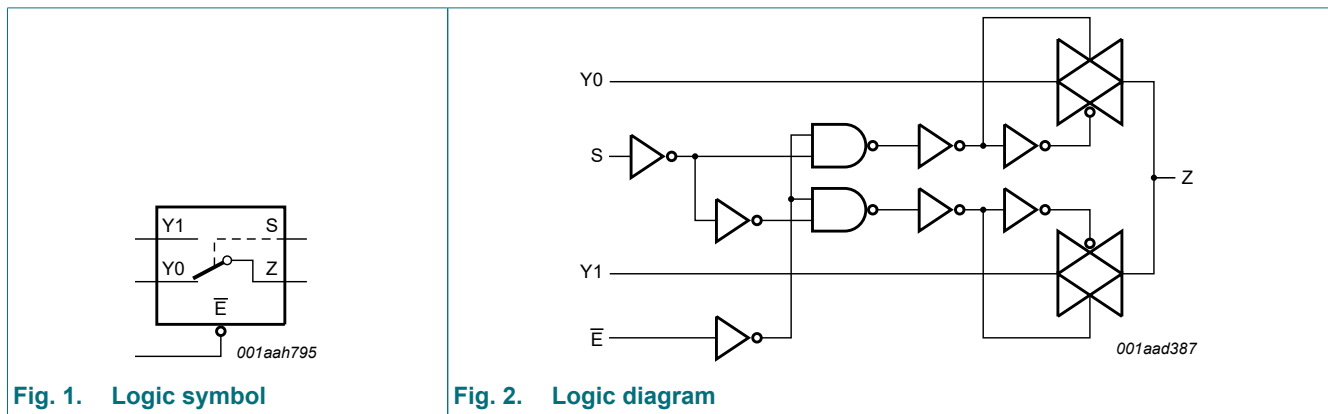 Y1 S
Y0 Z
E̅
001aah795
Fig. 1. Logic symbol
Y0
S
Z
Y1
E̅
001aad387
Fig. 2. Logic diagram